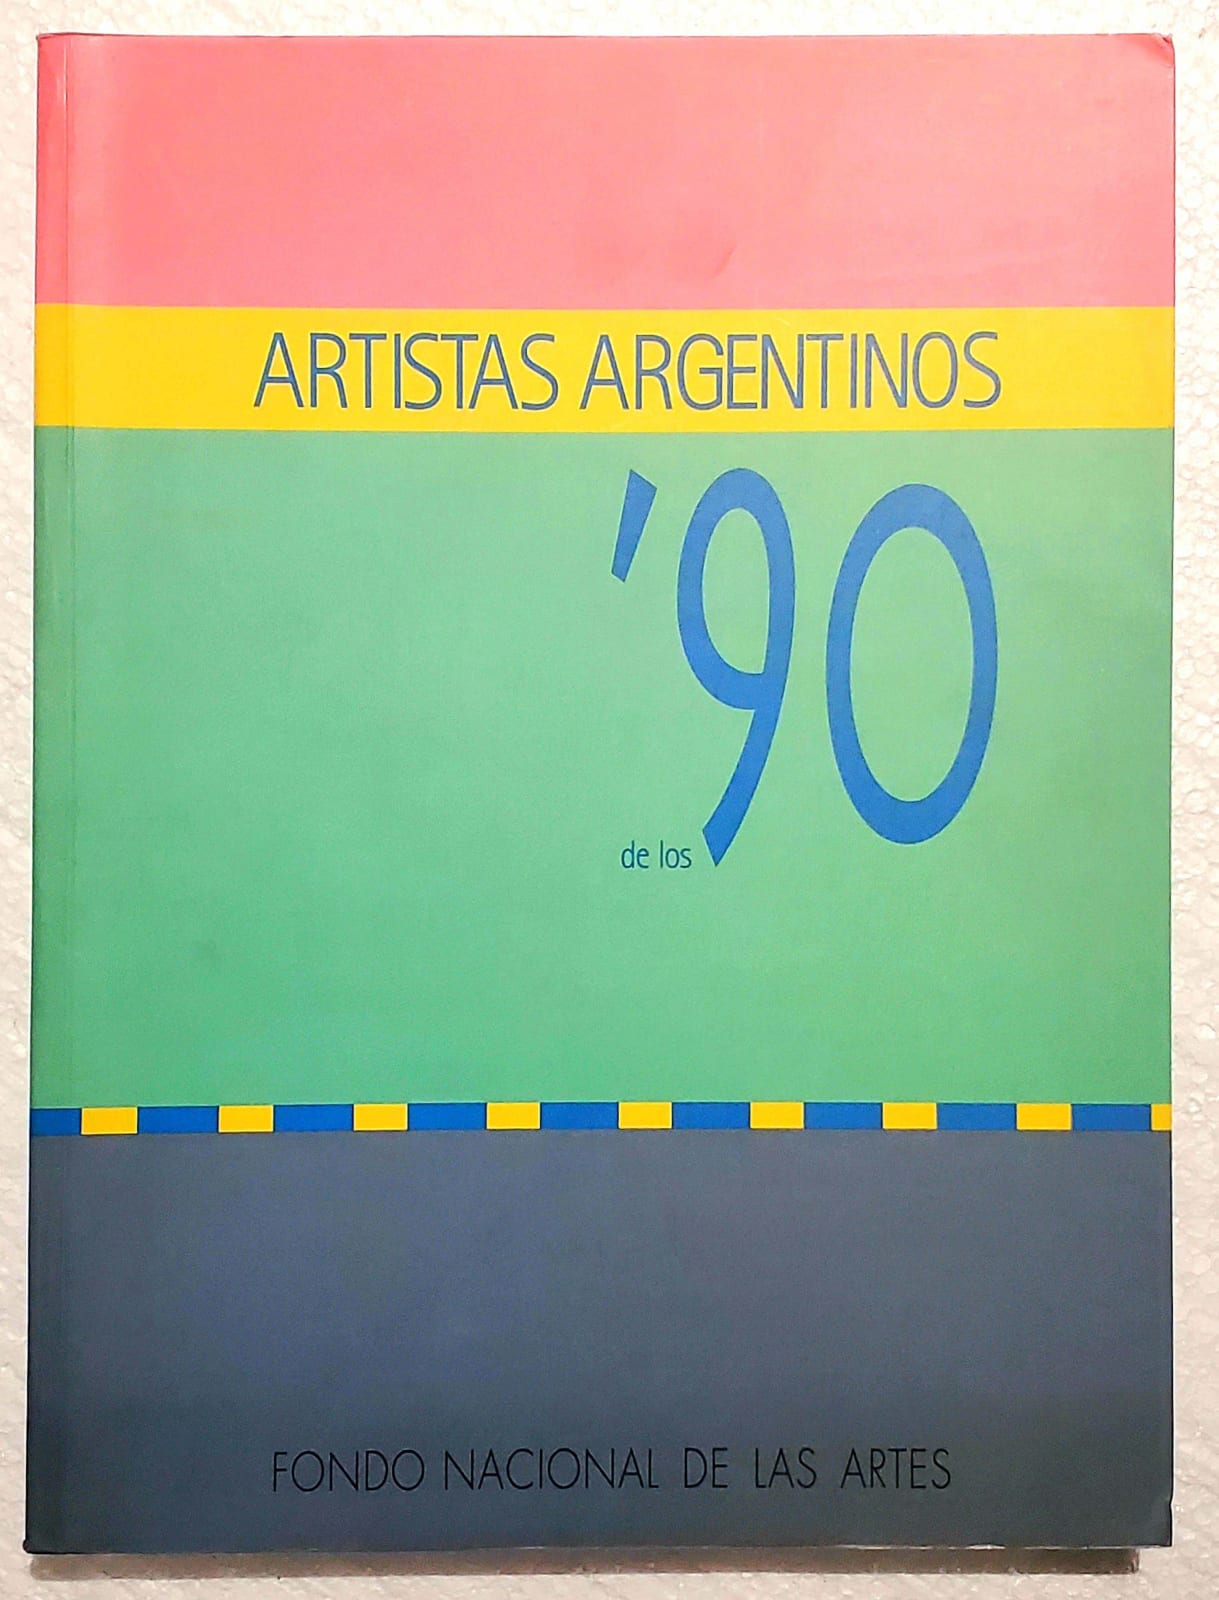 ARTISTAS ARGENTINOS
de los '90
FONDO NACIONAL DE LAS ARTES